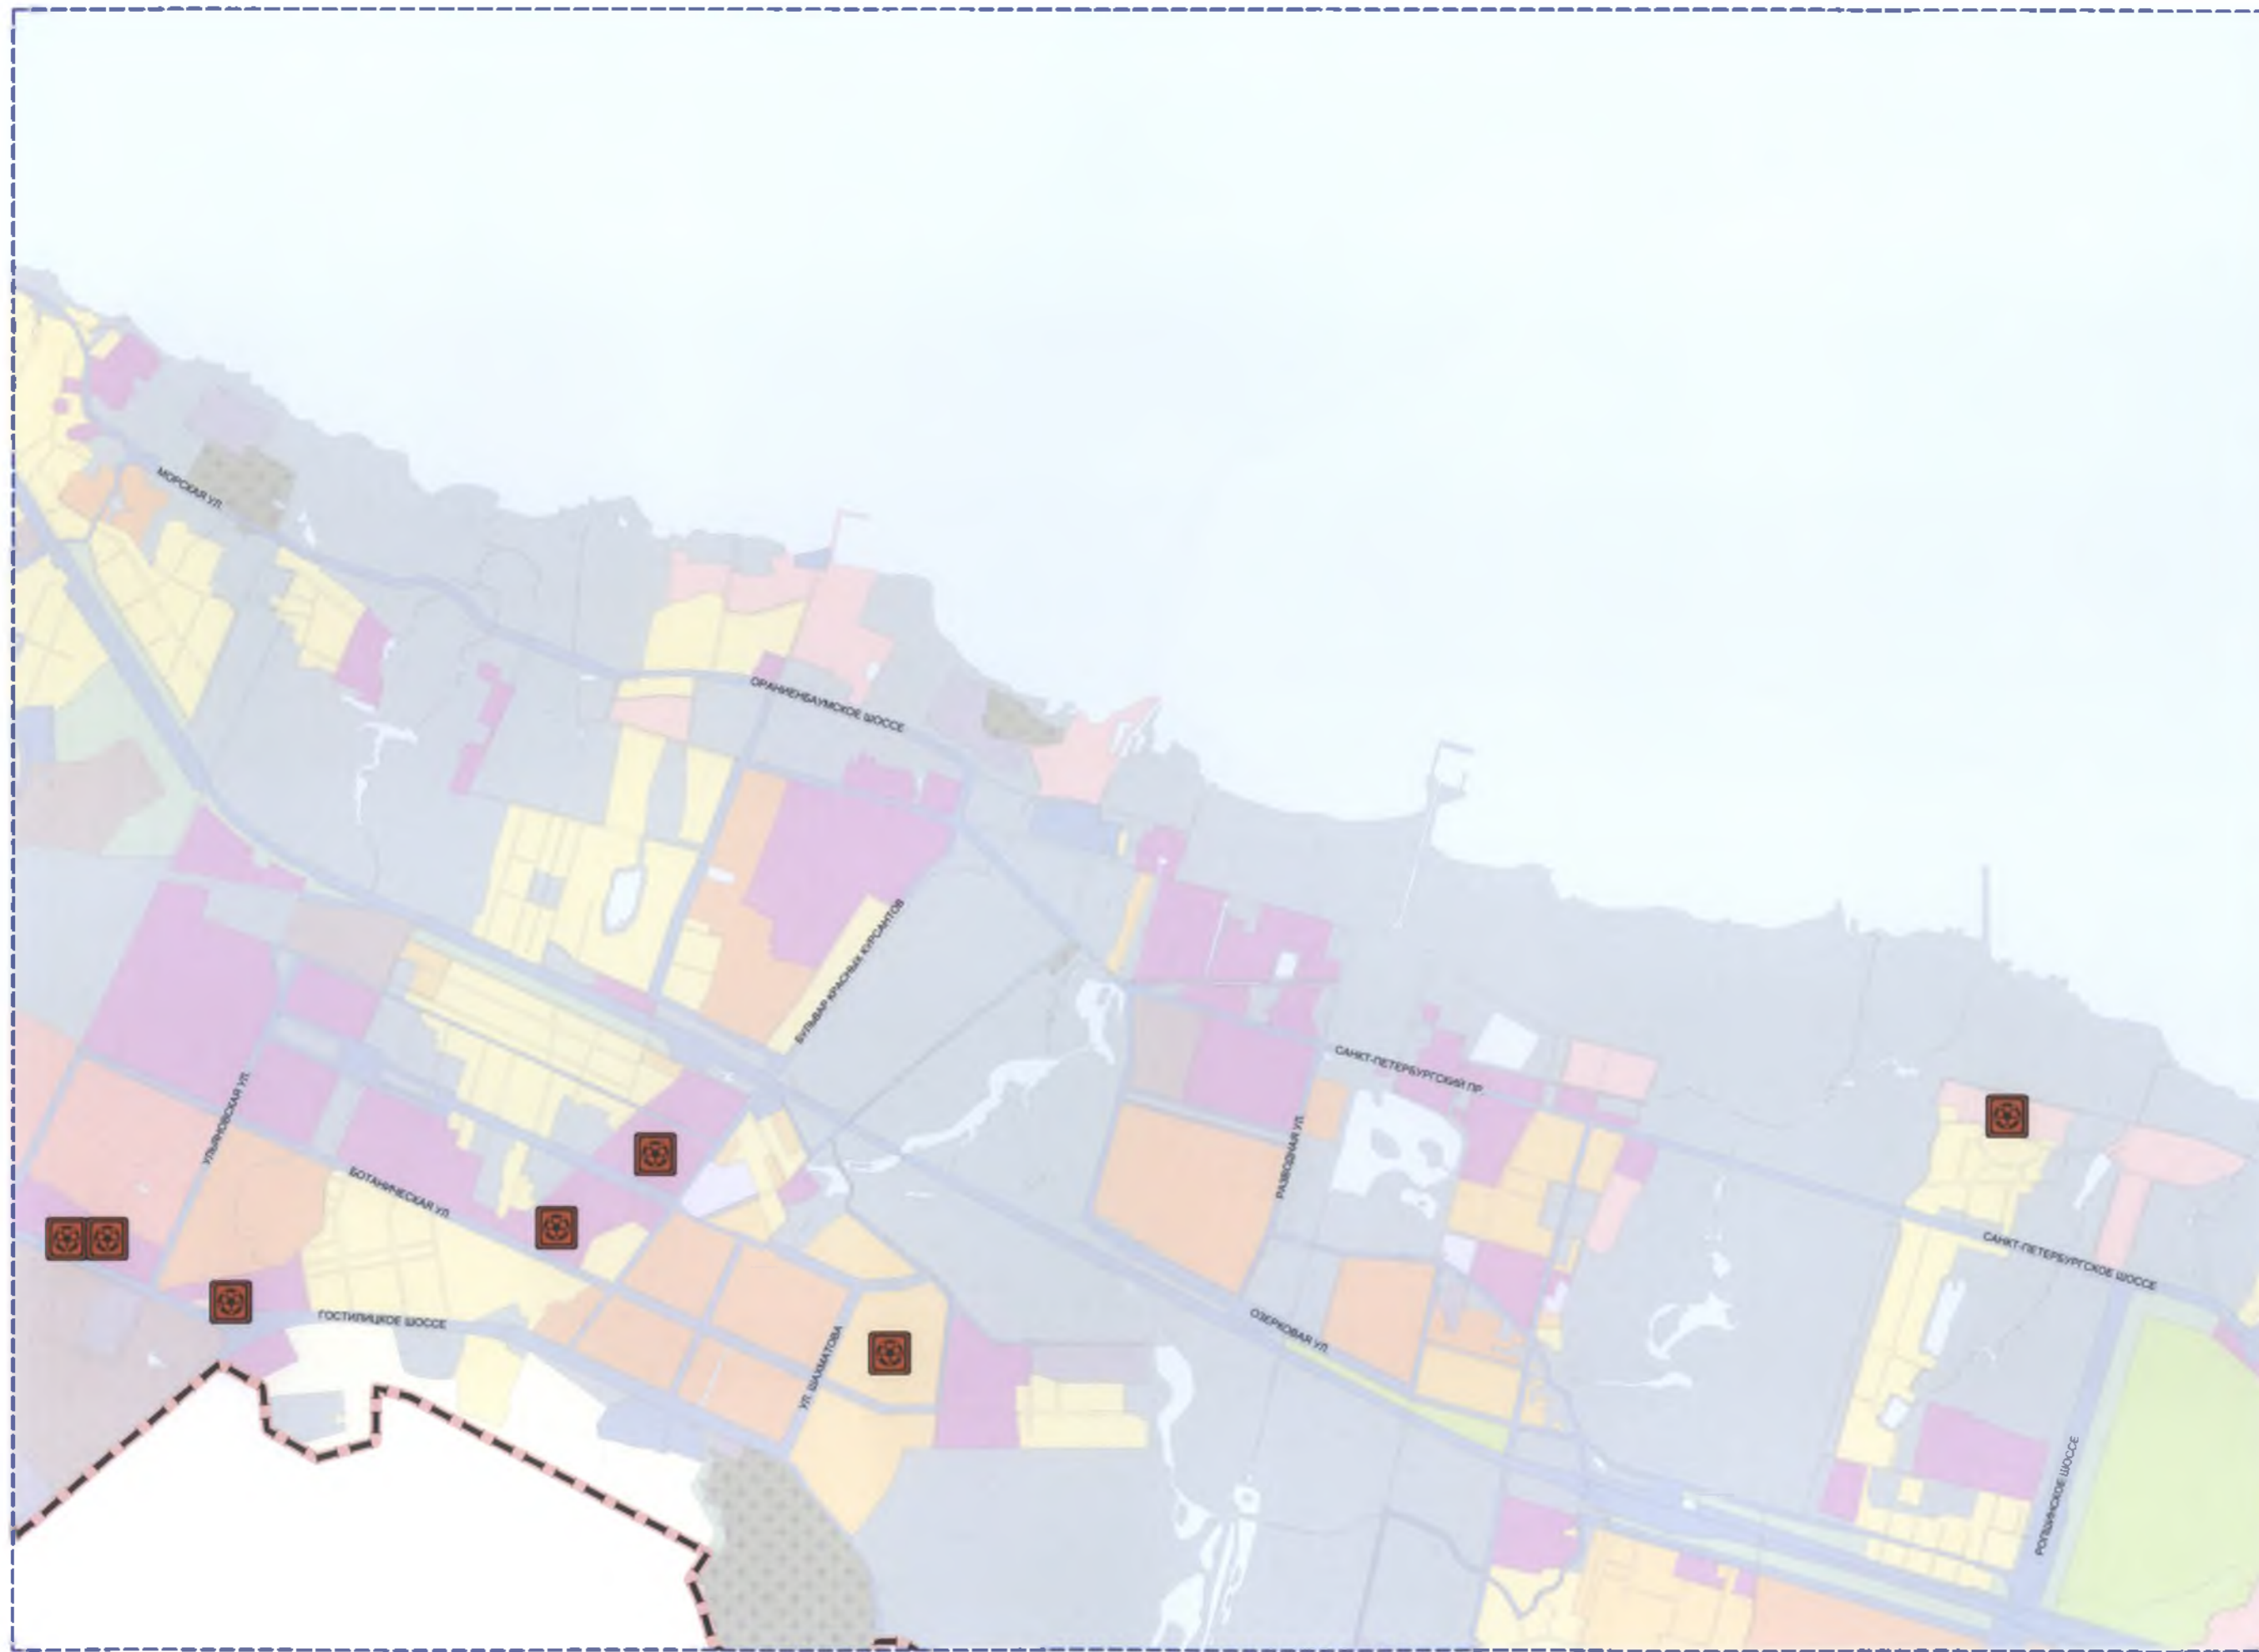 МОРСКАЯ УЛ.
ОРАНИЕНБАУМСКОЕ ШОССЕ
БУЛЬВАР КРАСНЫХ КУРСАНТОВ
САНКТ-ПЕТЕРБУРГСКИЙ ПР.
УЛЬЯНОВСКАЯ УЛ.
РАЗВОДНАЯ УЛ.
БОТАНИЧЕСКАЯ УЛ.
САНКТ-ПЕТЕРБУРГСКОЕ ШОССЕ
ГОСТИЛИЦКОЕ ШОССЕ
ОЗЕРКОВАЯ УЛ.
УЛ. ШАХМАТОВА
РОПШИНСКОЕ ШОССЕ